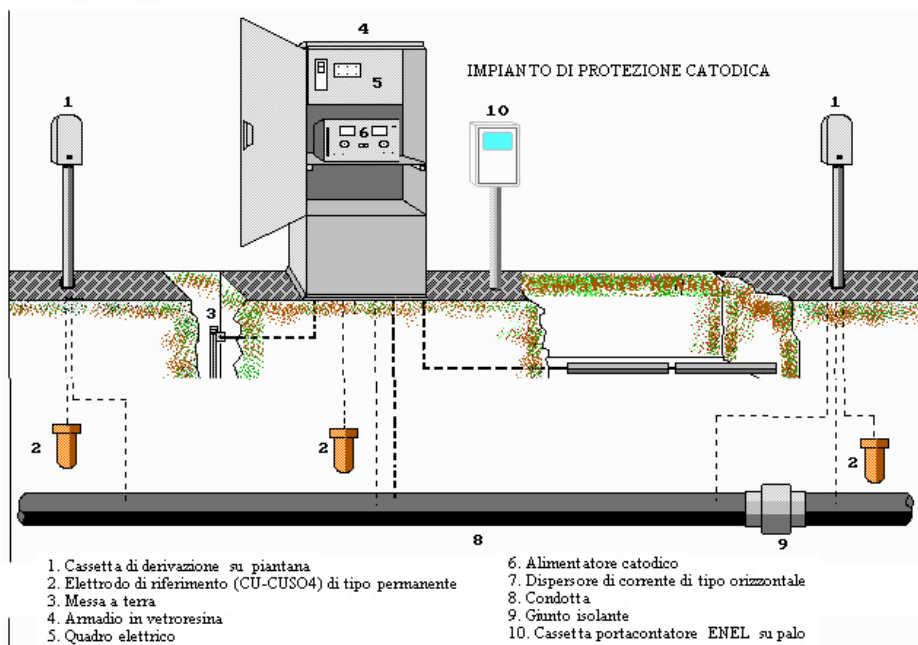 4
IMPIANTO DI PROTEZIONE CATODICA
5
1
10
1
6
3
2
2
2
8
9
1. Cassetta di derivazione su piantana
2. Elettrodo di riferimento (CU-CUSO4) di tipo permanente
3. Messa a terra
4. Armadio in vetroresina
5. Quadro elettrico
6. Alimentatore catodico
7. Dispersore di corrente di tipo orizzontale
8. Condotta
9. Giunto isolante
10. Cassetta portacontatore ENEL su palo